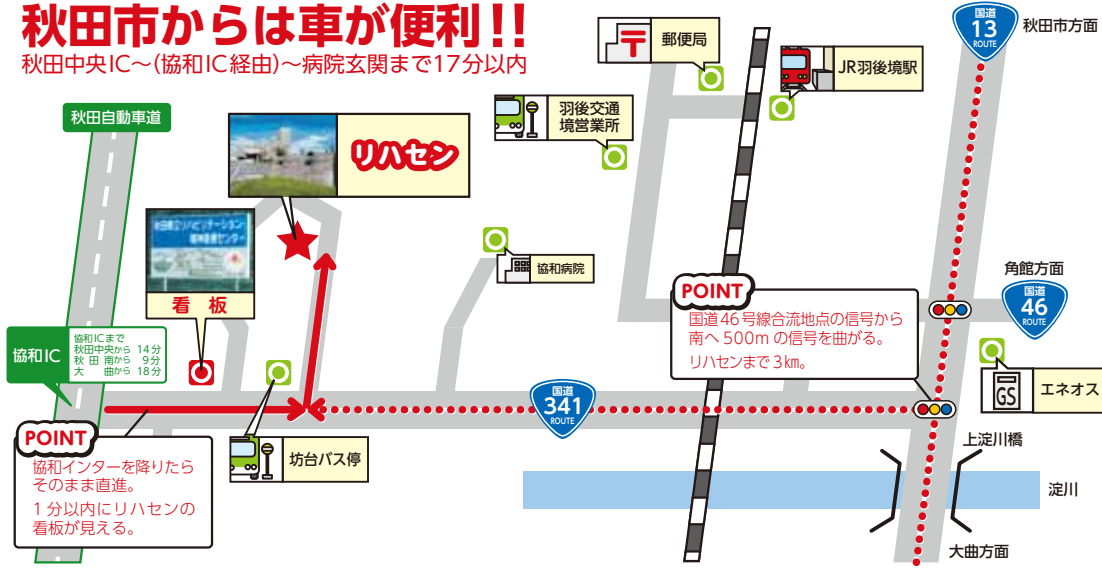 秋田市からは車が便利!!
秋田中央IC～(協和IC経由)～病院玄関まで17分以内
国道
13
ROUTE
秋田市方面
郵便局
JR羽後境駅
秋田自動車道
羽後交通
境営業所
リハセン
看板
協和病院
角館方面
国道
46
ROUTE
POINT
国道46号線合流地点の信号から
南へ500mの信号を曲がる。
リハセンまで3km。
協和IC
協和ICまで
秋田中央から 14分
秋田南から 9分
大曲から 18分
国道
341
ROUTE
GS
エネオス
POINT
協和インターを降りたら
そのまま直進。
1分以内にリハセンの
看板が見える。
坊台バス停
上淀川橋
淀川
大曲方面